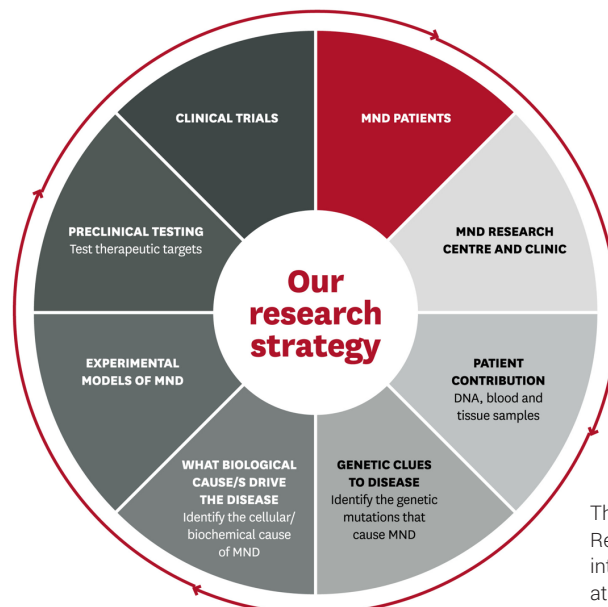 CLINICAL TRIALS
MND PATIENTS
MND RESEARCH
CENTRE AND CLINIC
PATIENT
CONTRIBUTION
DNA, blood and
tissue samples
GENETIC CLUES
TO DISEASE
Identify the genetic
mutations that
cause MND
WHAT BIOLOGICAL
CAUSE/S DRIVE
THE DISEASE
Identify the cellular/
biochemical cause
of MND
EXPERIMENTAL
MODELS OF MND
PRECLINICAL TESTING
Test therapeutic targets
Our
research
strategy